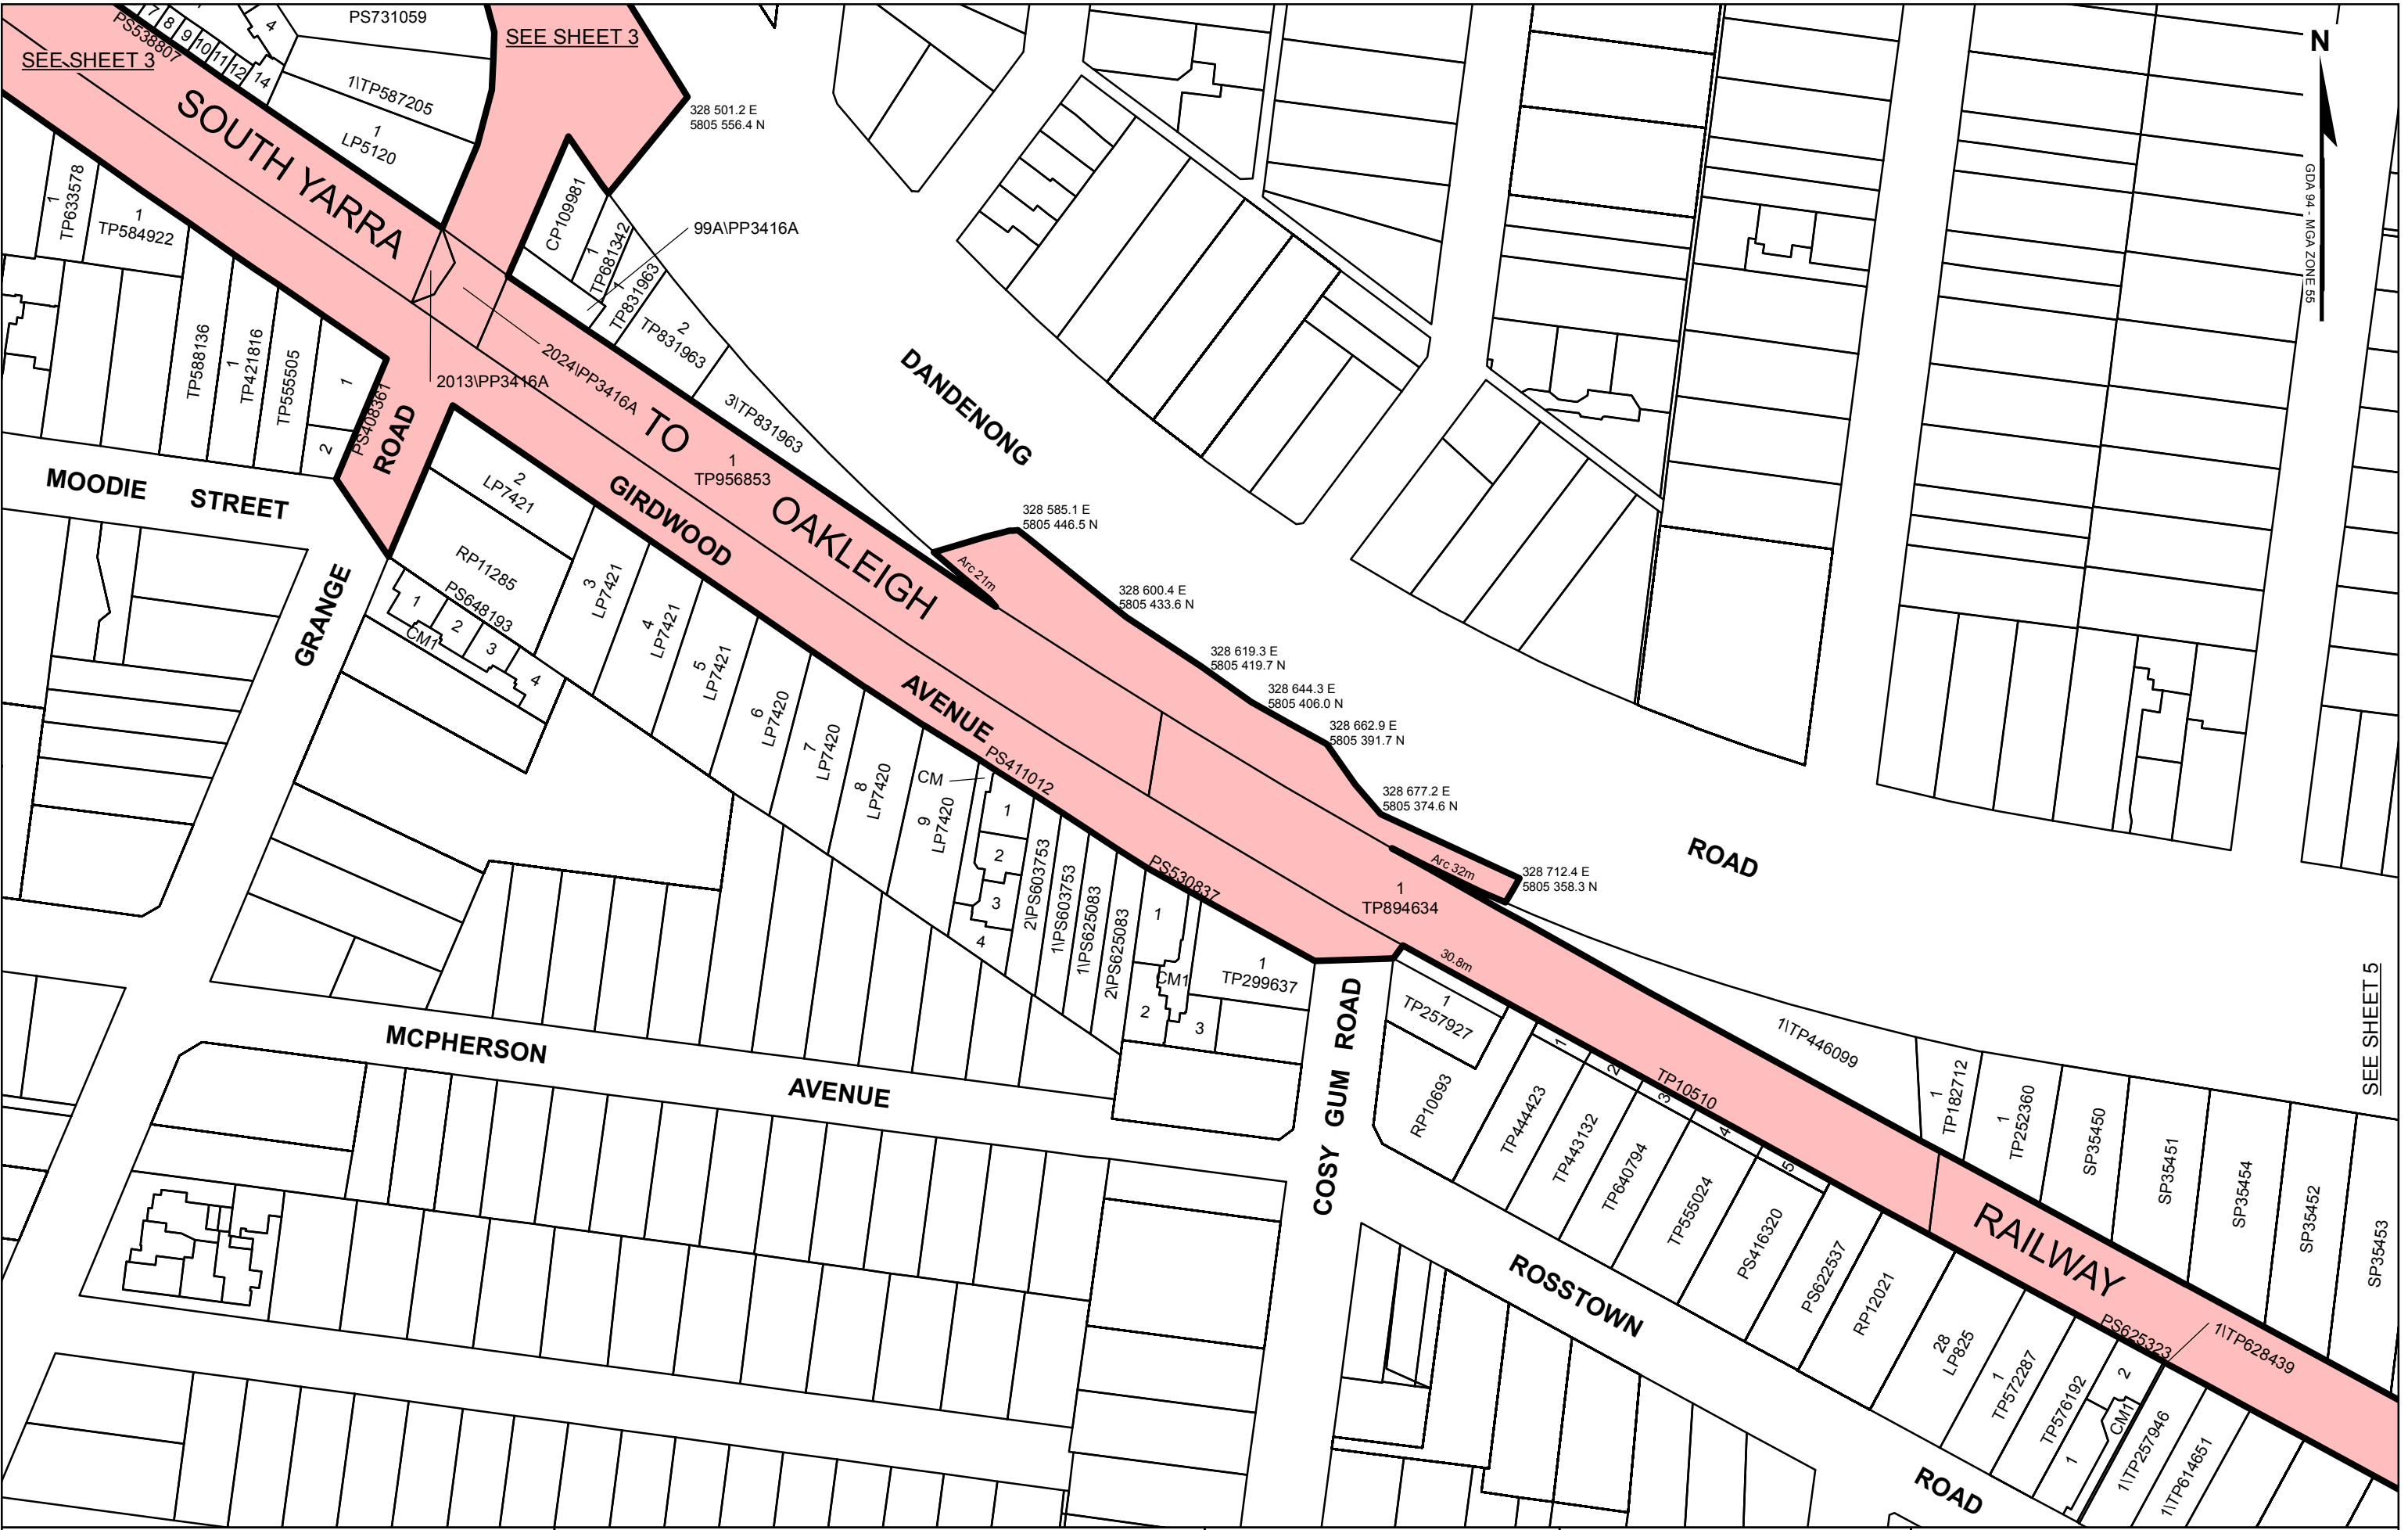 PS731059
4
7
8
9
10
11
12
14
PS538807
SEE SHEET 3
SEE SHEET 3
N
GDA 94 - MGA ZONE 55
1\TP587205
1
LP5120
328 501.2 E
5805 556.4 N
SOUTH YARRA
TO
OAKLEIGH
RAILWAY
1
TP633578
1
TP584922
CP109981
1
TP681342
99A\PP3416A
1
TP831963
2
TP831963
3\TP831963
2024\PP3416A
2013\PP3416A
TP588136
1
TP421816
TP555505
1
2
PS408361
ROAD
MOODIE STREET
GRANGE
DANDENONG
ROAD
1
TP956853
GIRDWOOD
AVENUE
2
LP7421
RP11285
PS648193
1
2
3
4
CM1
3
LP7421
4
LP7421
5
LP7421
6
LP7420
7
LP7420
8
LP7420
9
LP7420
328 585.1 E
5805 446.5 N
Arc 21m
328 600.4 E
5805 433.6 N
328 619.3 E
5805 419.7 N
328 644.3 E
5805 406.0 N
328 662.9 E
5805 391.7 N
328 677.2 E
5805 374.6 N
328 712.4 E
5805 358.3 N
Arc 32m
1
TP894634
30.8m
CM
PS411012
1
2
3
4
2\PS603753
1\PS603753
1\PS625083
2\PS625083
PS530837
1
CM1
2
3
1
TP299637
COSY GUM ROAD
MCPHERSON
AVENUE
1
TP257927
RP10693
TP444423
TP443132
TP640794
TP555024
PS416320
PS622537
RP12021
28
LP825
1
TP572287
TP576192
1
2
3
4
5
TP10510
1\TP446099
1
TP182712
1
TP252360
SP35450
SP35451
SP35454
SP35452
SP35453
SEE SHEET 5
PS625323
1\TP628439
2
CM1
1
1\TP257946
1\TP614651
ROSSTOWN
ROAD